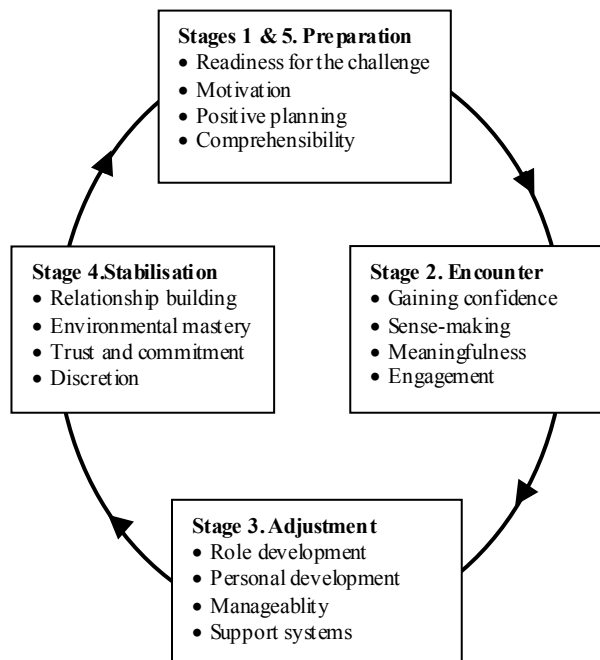 Stages 1 & 5. Preparation
• Readiness for the challenge
• Motivation
• Positive planning
• Comprehensibility
Stage 2. Encounter
• Gaining confidence
• Sense-making
• Meaningfulness
• Engagement
Stage 3. Adjustment
• Role development
• Personal development
• Manageablity
• Support systems
Stage 4.Stabilisation
• Relationship building
• Environmental mastery
• Trust and commitment
• Discretion